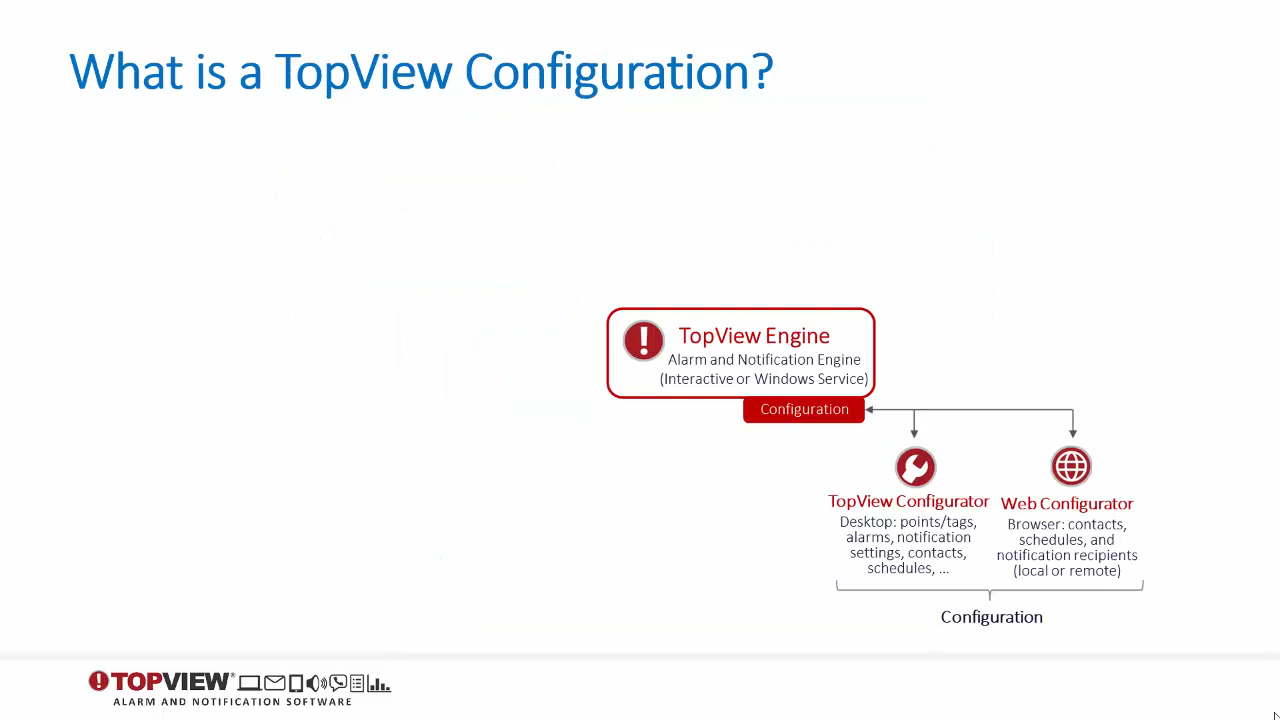 What is a TopView Configuration?
TopView Engine
Alarm and Notification Engine
(Interactive or Windows Service)
Configuration
TopView Configurator
Desktop: points/tags,
alarms, notification
settings, contacts,
schedules, ...
Web Configurator
Browser: contacts,
schedules, and
notification recipients
(local or remote)
Configuration
TOPVIEW®
ALARM AND NOTIFICATION SOFTWARE